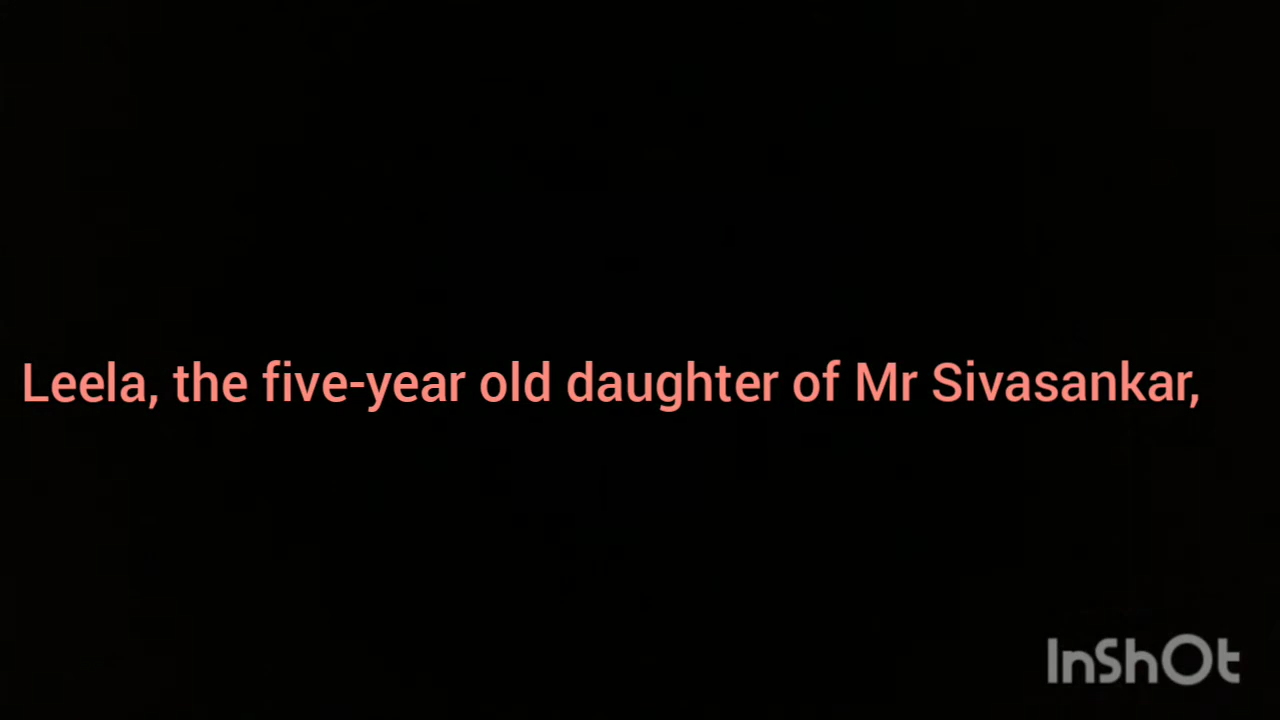 Leela, the five-year old daughter of Mr Sivasankar,
InShOt